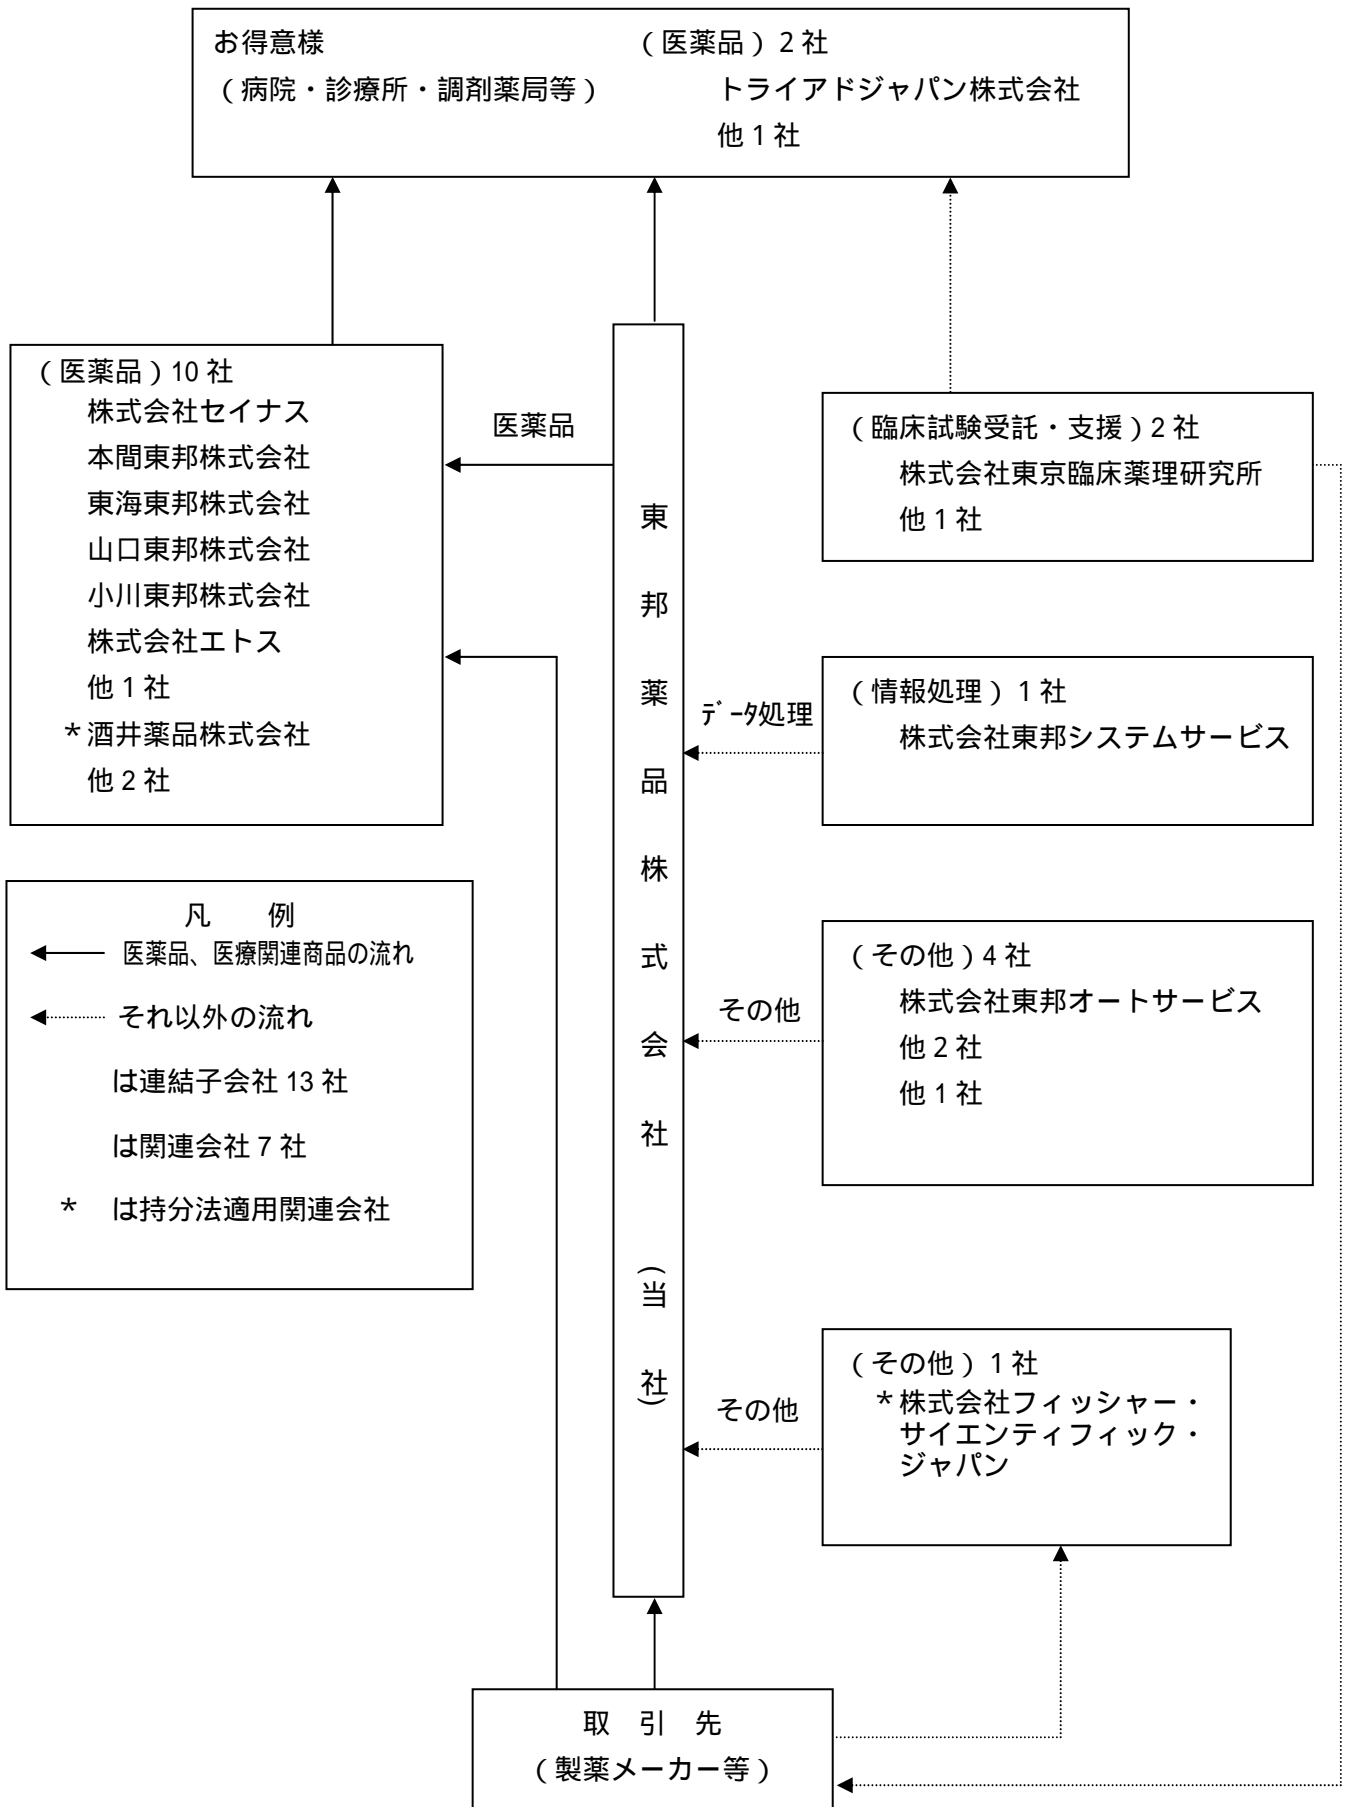 お得意様
(病院・診療所・調剤薬局等)
(医薬品) 2社
トライアドジャパン株式会社
他1社
(医薬品) 10社
株式会社セイナス
本間東邦株式会社
東海東邦株式会社
山口東邦株式会社
小川東邦株式会社
株式会社エトス
他1社
*酒井薬品株式会社
他2社
医薬品
東邦薬品株式会社 (当社)
(臨床試験受託・支援) 2社
株式会社東京臨床薬理研究所
他1社
データ処理
(情報処理) 1社
株式会社東邦システムサービス
その他
(その他) 4社
株式会社東邦オートサービス
他2社
他1社
その他
(その他) 1社
*株式会社フィッシャー・
サイエンティフィック・
ジャパン
凡 例
医薬品、医療関連商品の流れ
それ以外の流れ
は連結子会社 13社
は関連会社 7社
* は持分法適用関連会社
取 引 先
(製薬メーカー等)